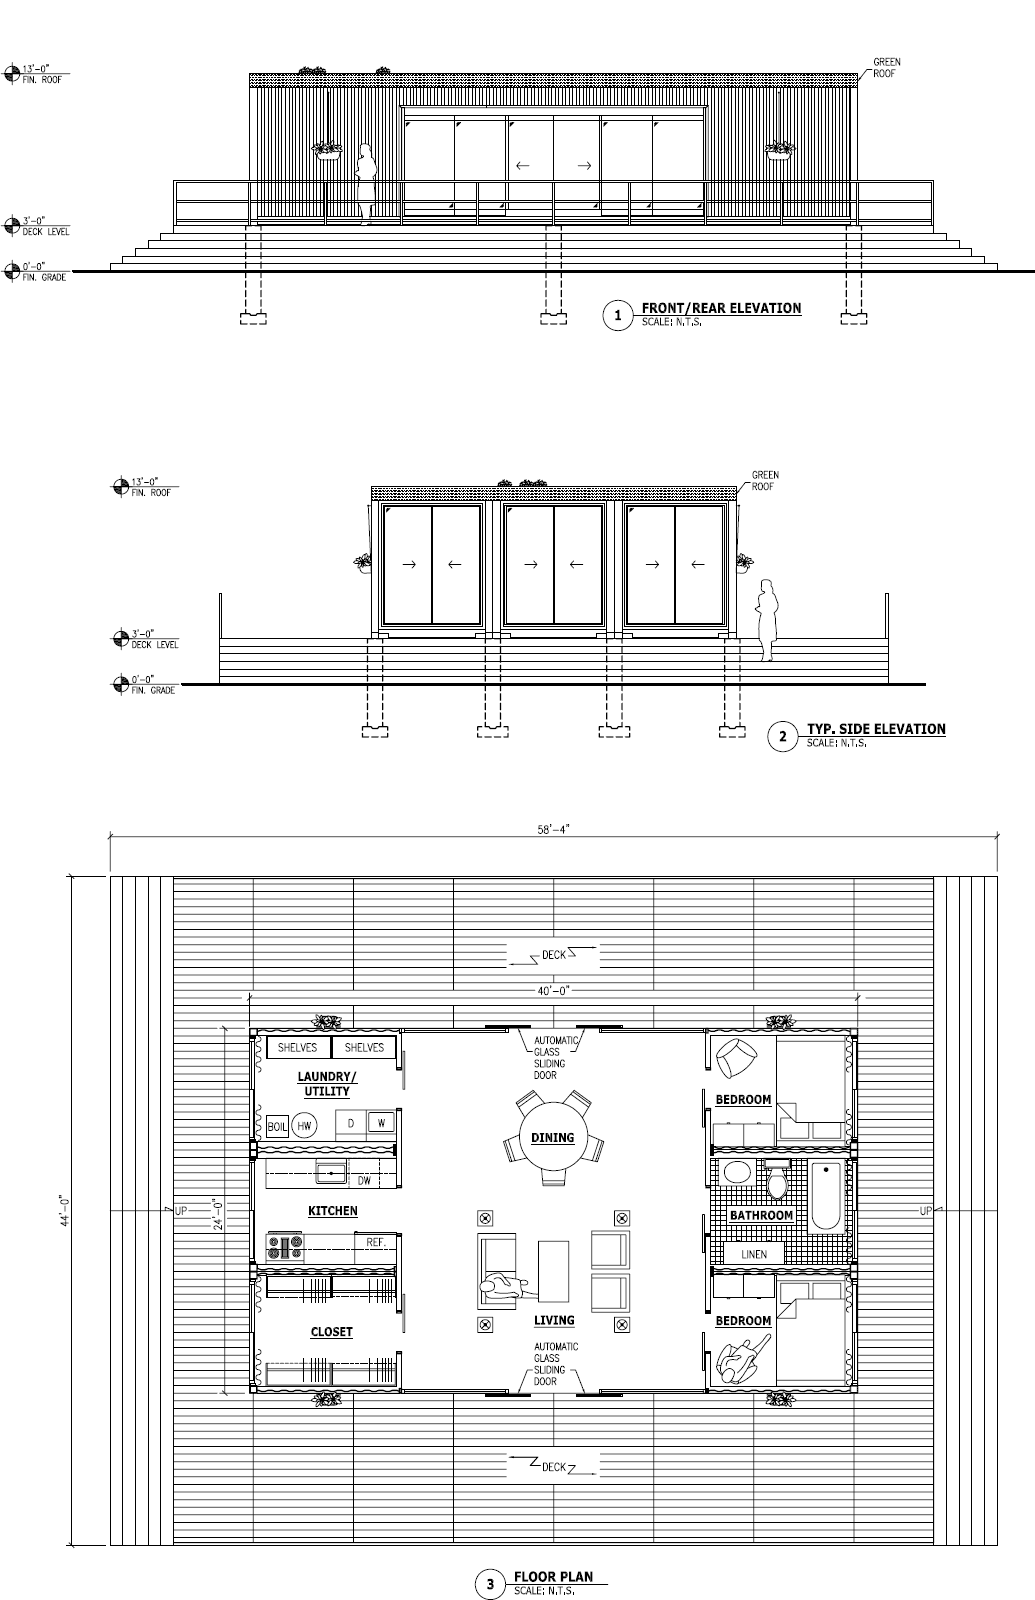 13'-0"
FIN. ROOF
GREEN
ROOF
3'-0"
DECK LEVEL
0'-0"
FIN. GRADE
1
FRONT/REAR ELEVATION
SCALE: N.T.S.
13'-0"
FIN. ROOF
GREEN
ROOF
3'-0"
DECK LEVEL
0'-0"
FIN. GRADE
2
TYP. SIDE ELEVATION
SCALE: N.T.S.
58'-4"
44'-0"
DECK
40'-0"
24'-0"
SHELVES
SHELVES
LAUNDRY/
UTILITY
BOIL
HW
D
W
AUTOMATIC
GLASS
SLIDING
DOOR
BEDROOM
DINING
DW
KITCHEN
REF.
UP
UP
BATHROOM
LINEN
CLOSET
LIVING
BEDROOM
AUTOMATIC
GLASS
SLIDING
DOOR
DECK
3
FLOOR PLAN
SCALE: N.T.S.